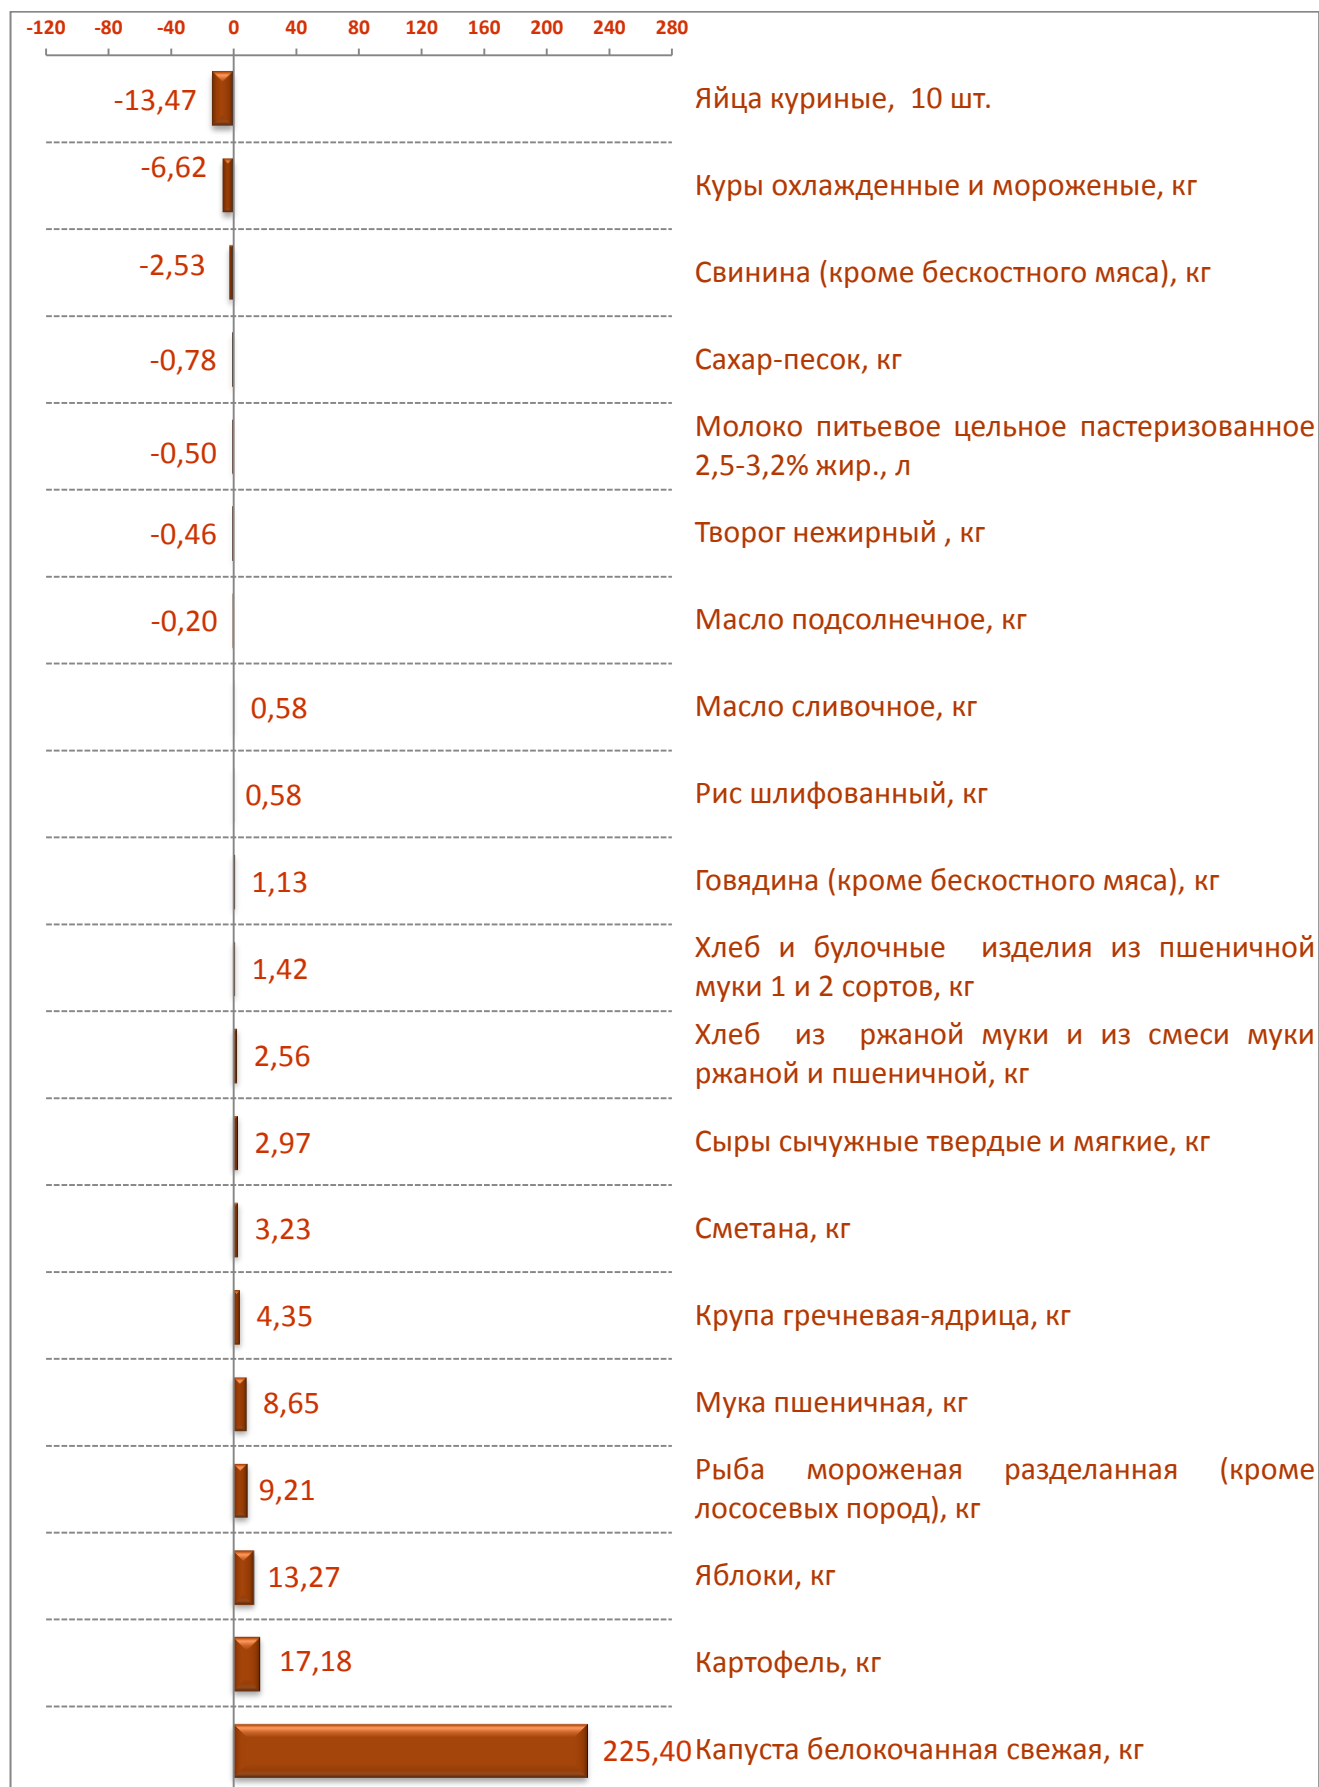 -120 -80 -40 0 40 80 120 160 200 240 280
-13,47 Яйца куриные, 10 шт.
-6,62 Куры охлажденные и мороженые, кг
-2,53 Свинина (кроме бескостного мяса), кг
-0,78 Сахар-песок, кг
-0,50 Молоко питьевое цельное пастеризованное
2,5-3,2% жир., л
-0,46 Творог нежирный , кг
-0,20 Масло подсолнечное, кг
0,58 Масло сливочное, кг
0,58 Рис шлифованный, кг
1,13 Говядина (кроме бескостного мяса), кг
1,42 Хлеб и булочные изделия из пшеничной
муки 1 и 2 сортов, кг
2,56 Хлеб из ржаной муки и из смеси муки
ржаной и пшеничной, кг
2,97 Сыры сычужные твердые и мягкие, кг
3,23 Сметана, кг
4,35 Крупа гречневая-ядрица, кг
8,65 Мука пшеничная, кг
9,21 Рыба мороженая разделанная (кроме
лососевых пород), кг
13,27 Яблоки, кг
17,18 Картофель, кг
225,40 Капуста белокочанная свежая, кг